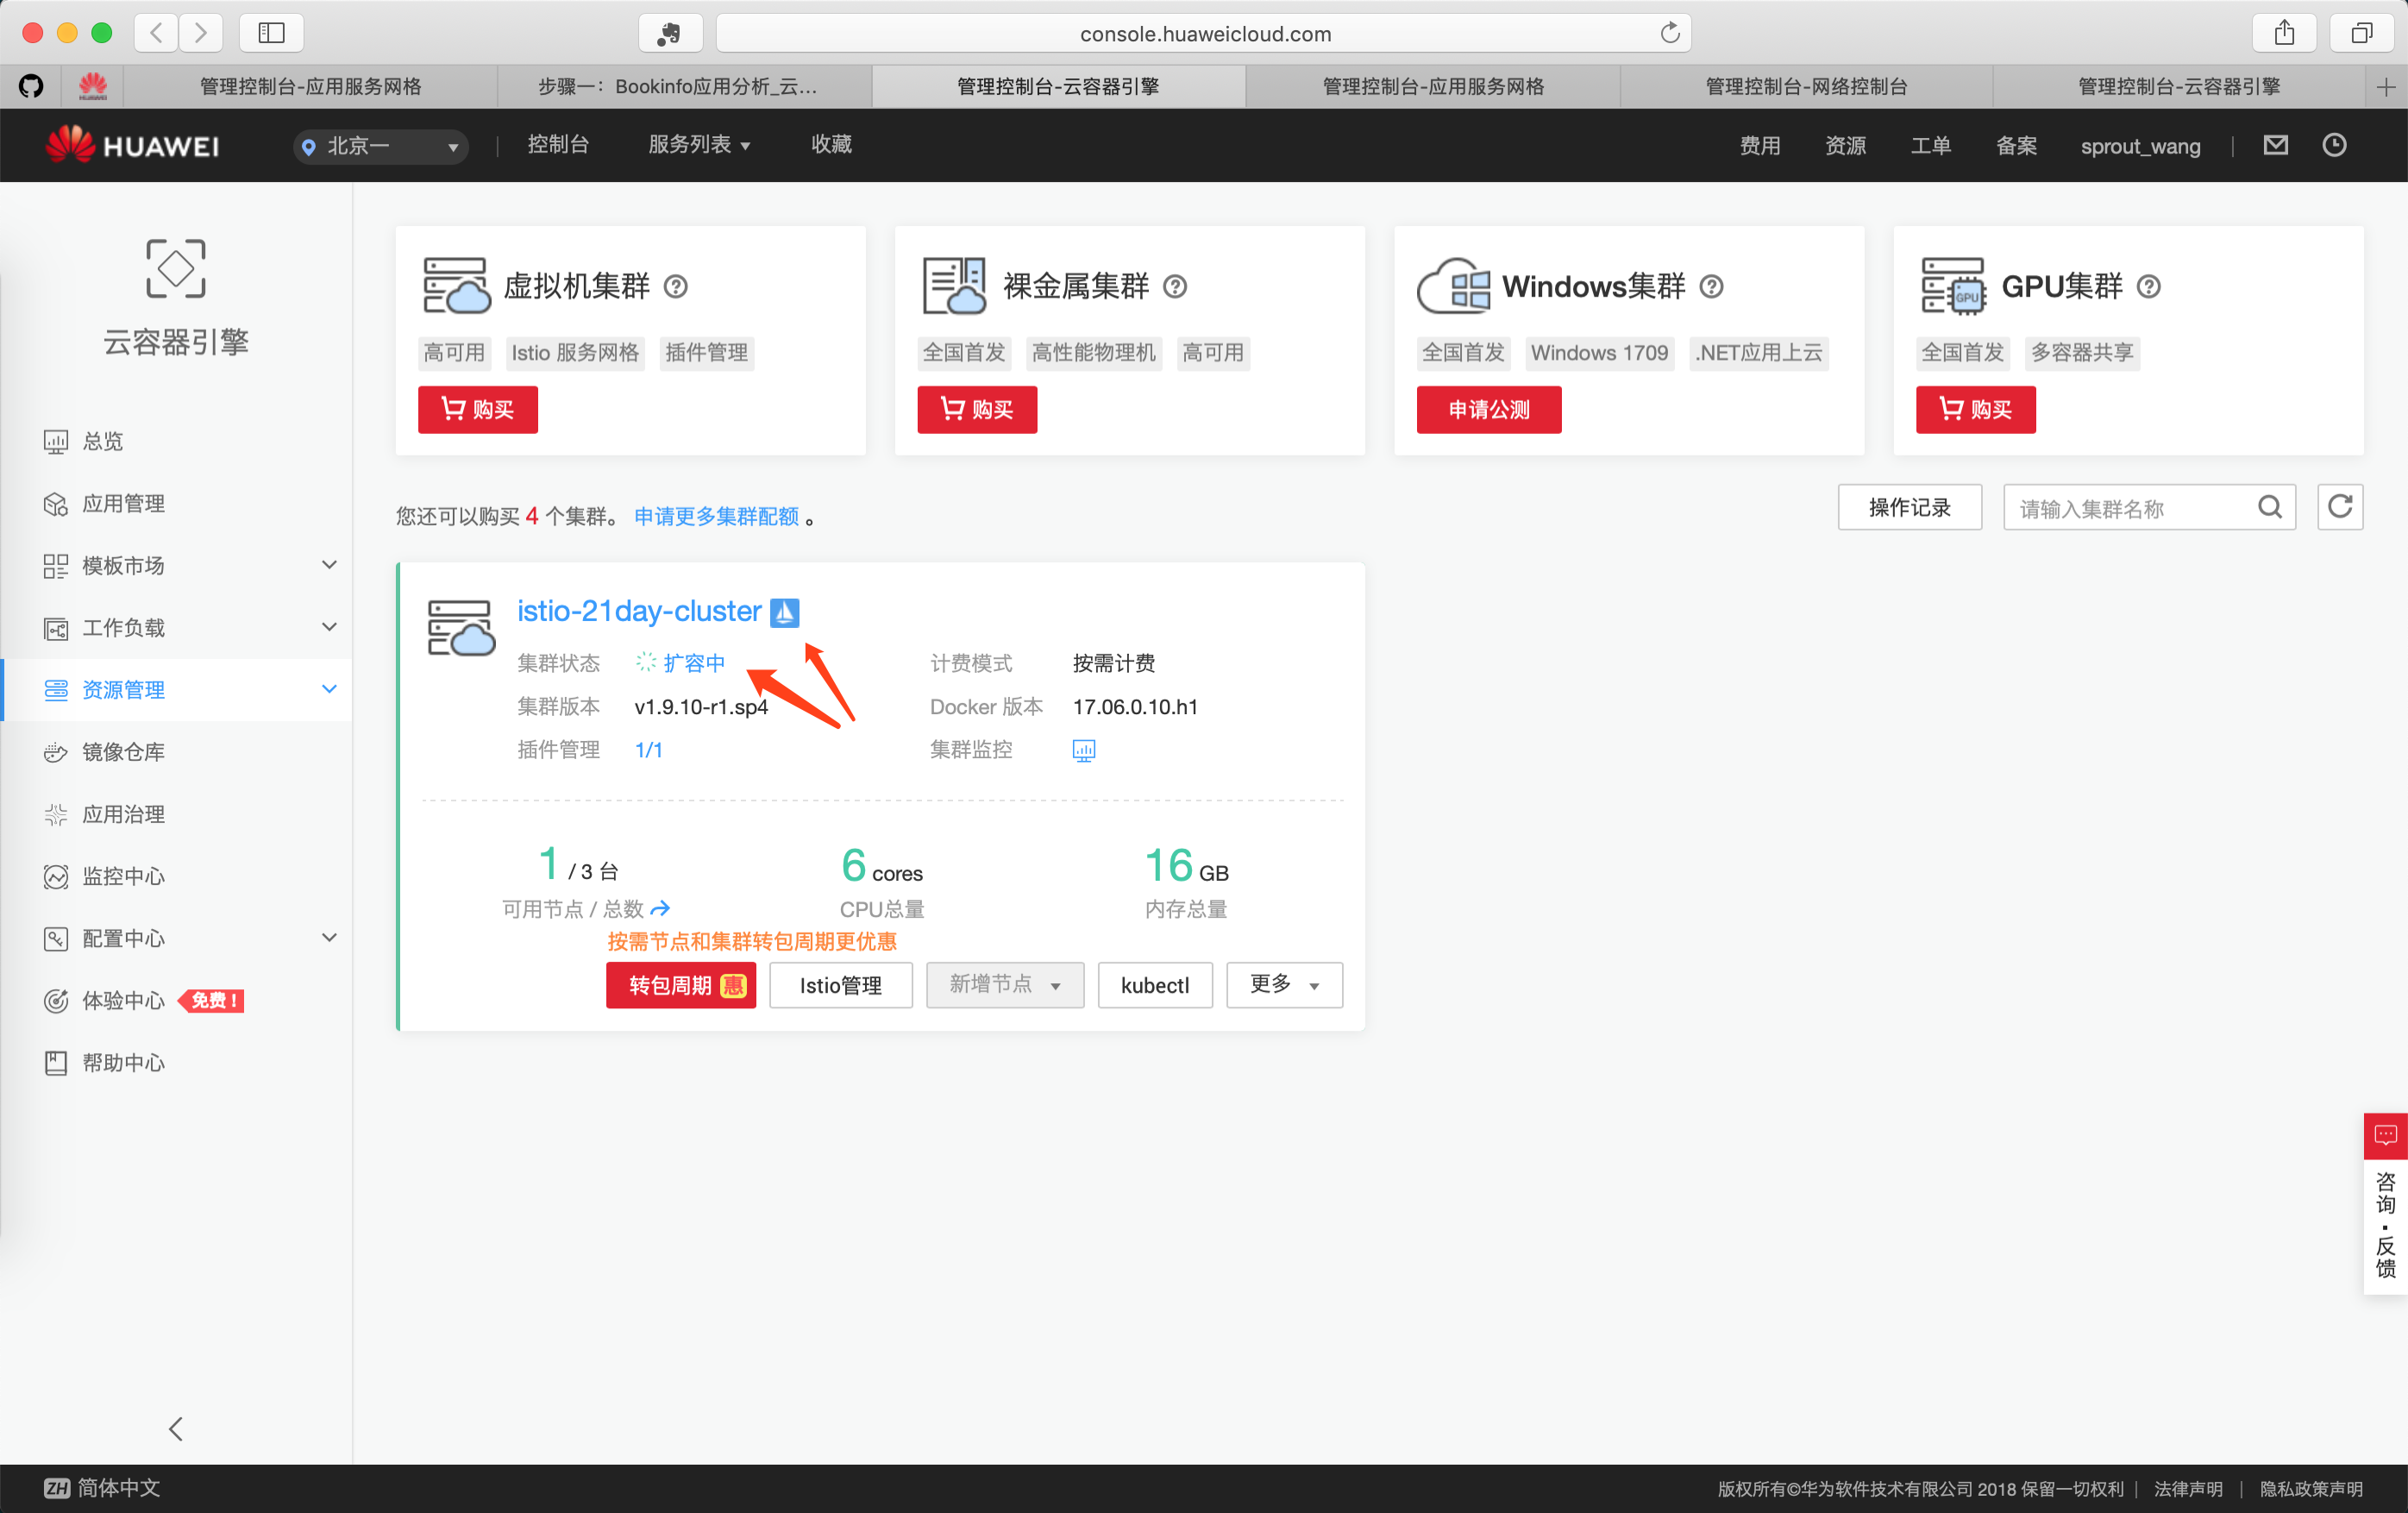 console.huaweicloud.com
管理控制台-应用服务网格
步骤一：Bookinfo应用分析_云…
管理控制台-云容器引擎
管理控制台-应用服务网格
管理控制台-网络控制台
管理控制台-云容器引擎
HUAWEI
北京一
控制台
服务列表
收藏
费用
资源
工单
备案
sprout_wang
云容器引擎
总览
应用管理
模板市场
工作负载
资源管理
镜像仓库
应用治理
监控中心
配置中心
体验中心 免费！
帮助中心
虚拟机集群
高可用 Istio 服务网格 插件管理
购买
裸金属集群
全国首发 高性能物理机 高可用
购买
Windows集群
全国首发 Windows 1709 .NET应用上云
申请公测
GPU集群
GPU
全国首发 多容器共享
购买
您还可以购买 4 个集群。 申请更多集群配额 。
操作记录
请输入集群名称
istio-21day-cluster
集群状态 扩容中
计费模式 按需计费
集群版本 v1.9.10-r1.sp4
Docker 版本 17.06.0.10.h1
插件管理 1/1
集群监控
1 / 3 台
可用节点 / 总数
6 cores
CPU总量
16 GB
内存总量
按需节点和集群转包周期更优惠
转包周期 惠
Istio管理
新增节点
kubectl
更多
咨询·反馈
ZH 简体中文
版权所有©华为软件技术有限公司 2018 保留一切权利 | 法律声明 | 隐私政策声明